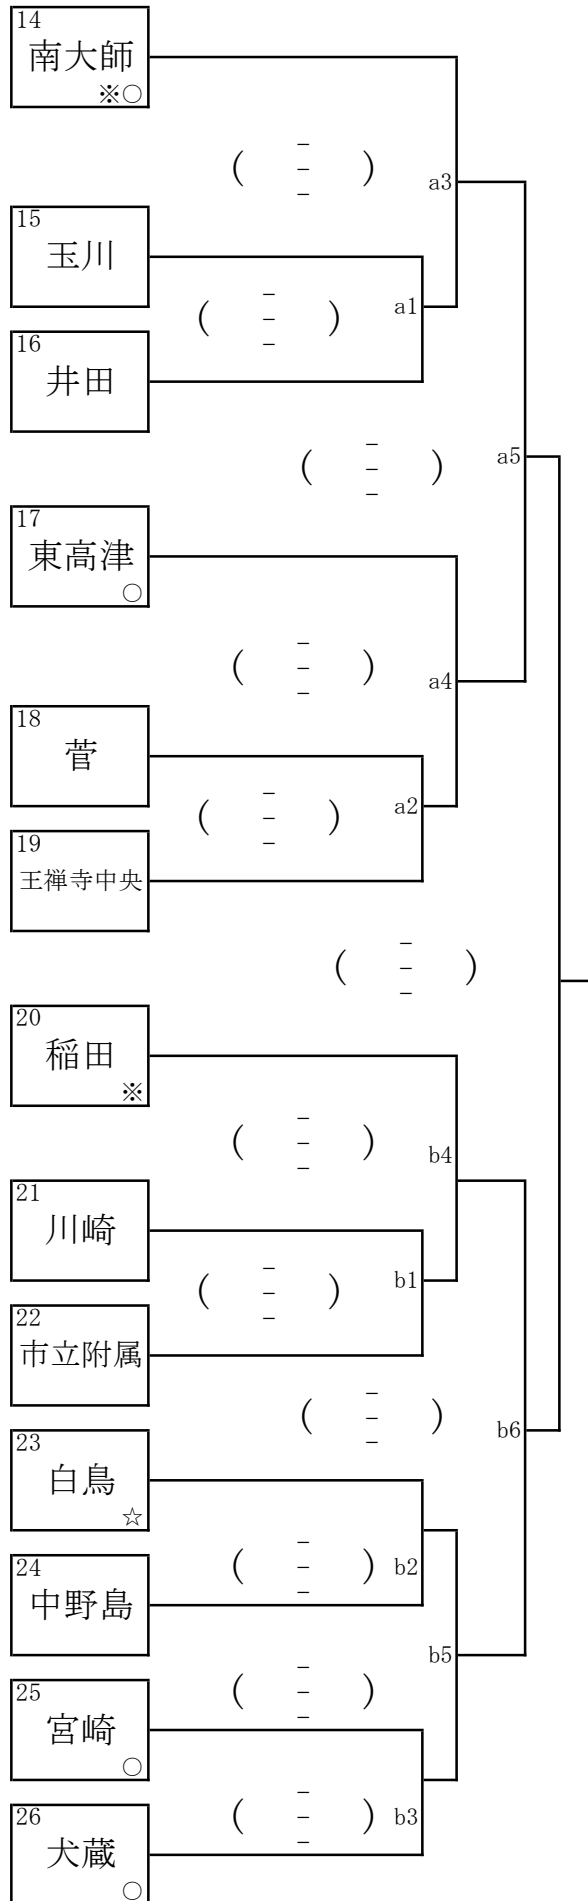 14
南大師
※○
( - - - )
a3
15
玉川
( - - - )
a1
16
井田
( - - - )
a5
17
東高津
○
( - - - )
a4
18
菅
( - - - )
a2
19
王禅寺中央
( - - - )
20
稲田
※
( - - - )
b4
21
川崎
( - - - )
b1
22
市立附属
( - - - )
b6
23
白鳥
☆
( - - - )
b2
24
中野島
b5
( - - - )
25
宮崎
○
( - - - )
b3
26
犬蔵
○